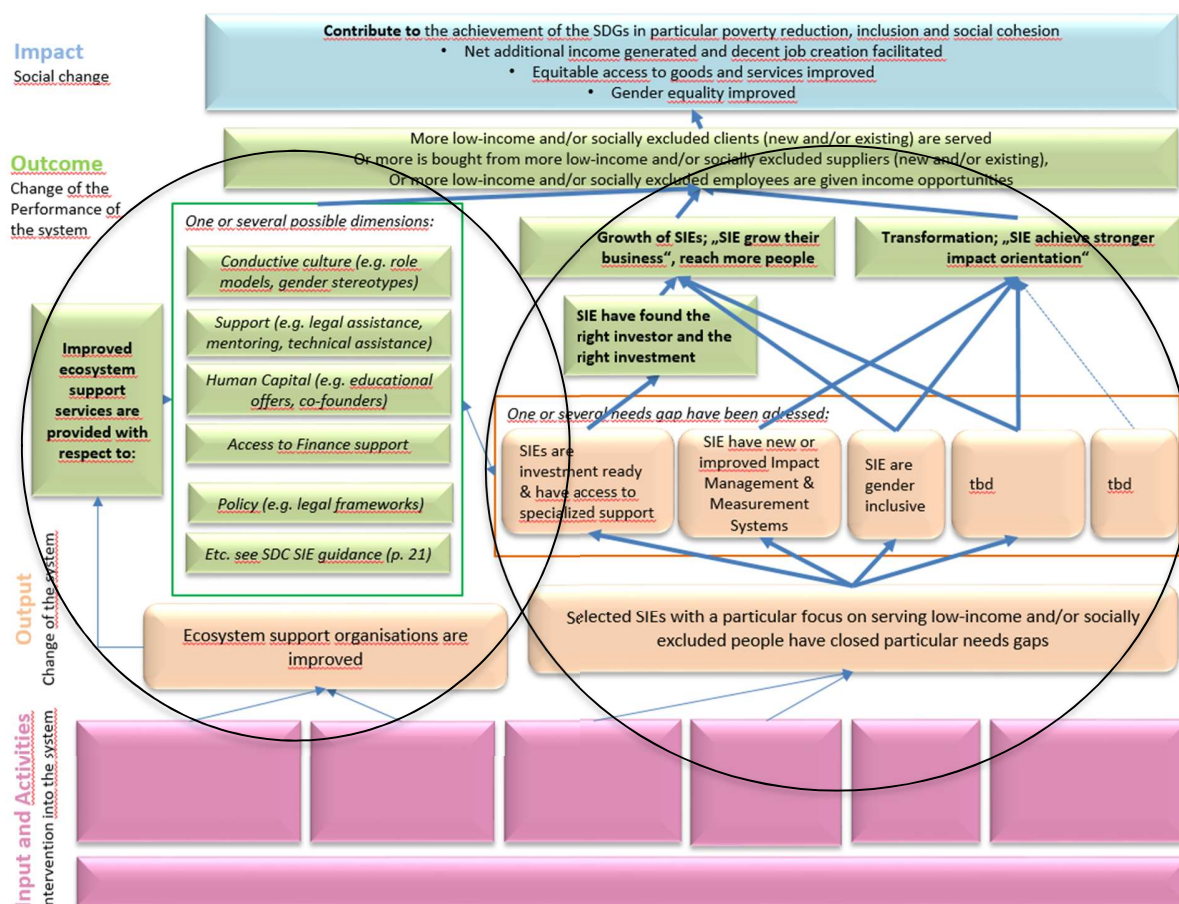 Impact
Social change
Contribute to the achievement of the SDGs in particular poverty reduction, inclusion and social cohesion
• Net additional income generated and decent job creation facilitated
• Equitable access to goods and services improved
• Gender equality improved
Outcome
Change of the
Performance of
the system
More low-income and/or socially excluded clients (new and/or existing) are served
Or more is bought from more low-income and/or socially excluded suppliers (new and/or existing),
Or more low-income and/or socially excluded employees are given income opportunities
One or several possible dimensions:
Conductive culture (e.g. role
models, gender stereotypes)
Support (e.g. legal assistance,
mentoring, technical assistance)
Human Capital (e.g. educational
offers, co-founders)
Access to Finance support
Policy (e.g. legal frameworks)
Etc. see SDC SIE guidance (p. 21)
Improved
ecosystem
support
services are
provided with
respect to:
Growth of SIEs; „SIE grow their
business“, reach more people
Transformation; „SIE achieve stronger
impact orientation“
SIE have found the
right investor and the
right investment
One or several needs gap have been adressed:
SIEs are
investment ready
& have access to
specialized support
SIE have new or
improved Impact
Management &
Measurement
Systems
SIE are
gender
inclusive
tbd
tbd
Output
Change of the system
Ecosystem support organisations are
improved
Selected SIEs with a particular focus on serving low-income and/or socially
excluded people have closed particular needs gaps
Input and Activities
Intervention into the system